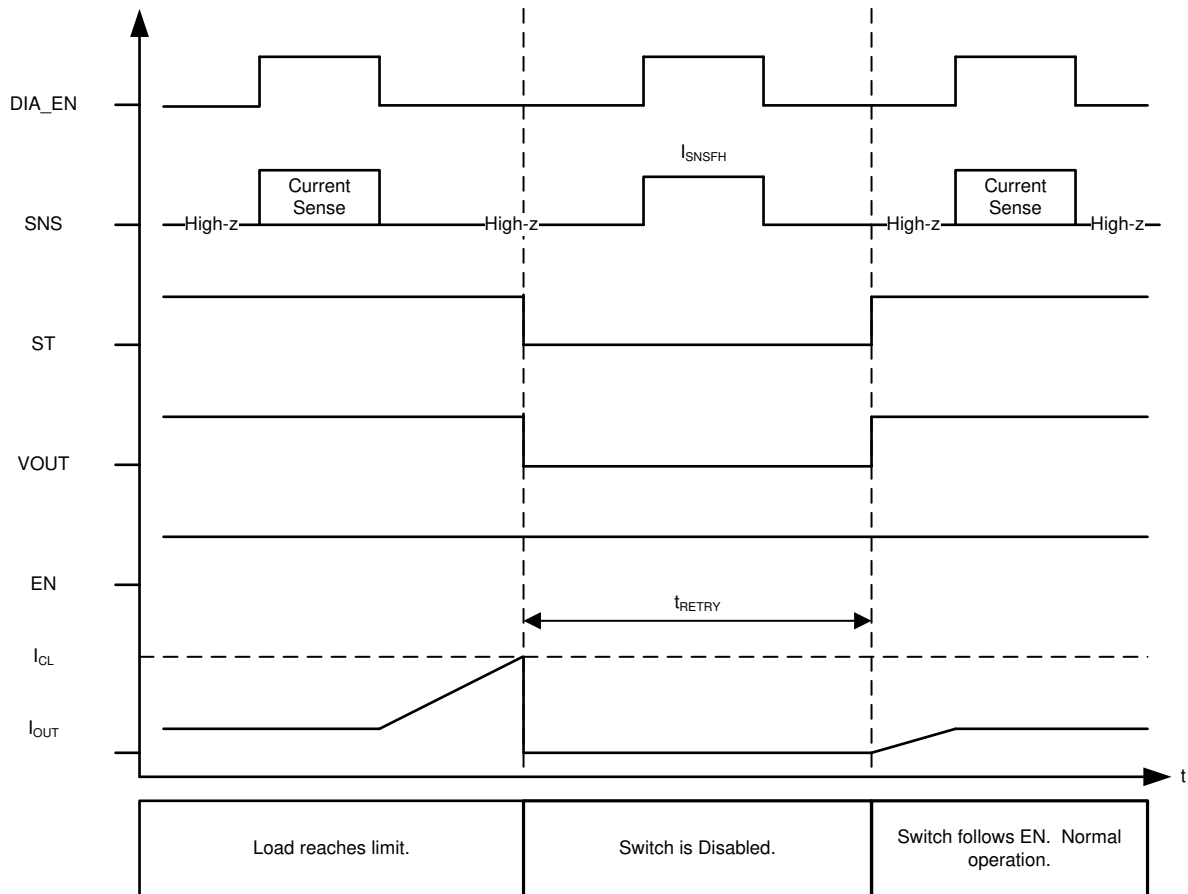 DIA_EN
I_SNSFH
SNS
High-z
Current
Sense
High-z
High-z
Current
Sense
High-z
ST
VOUT
EN
t_RETRY
I_CL
I_OUT
t
Load reaches limit.
Switch is Disabled.
Switch follows EN. Normal
operation.